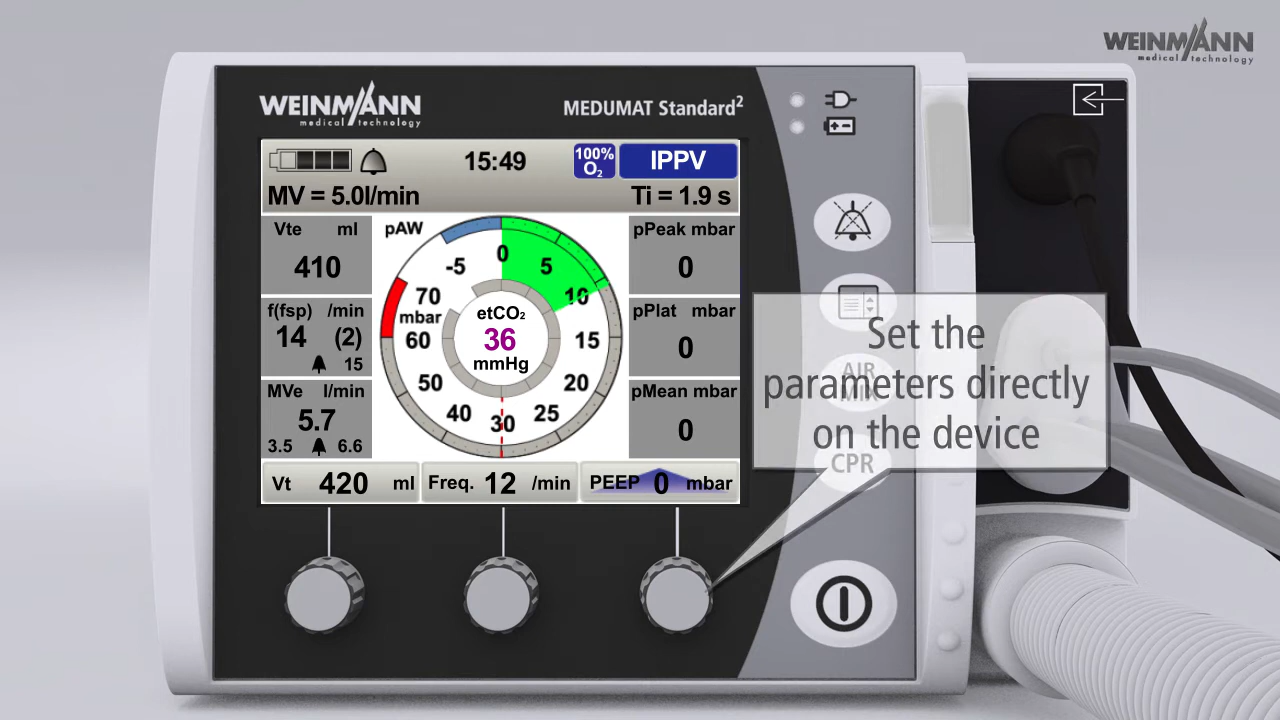 WEINMANN
medical technology
WEINMANN
medical technology
MEDUMAT Standard²
15:49
100%
O₂
IPPV
MV = 5.0l/min
Ti = 1.9 s
Vte ml
410
f(fsp) /min
14 (2)
15
MVe l/min
5.7
3.5 6.6
pAW
-5 0 5 10 15 20 25 30 40 50 60 70
mbar
etCO₂
36
mmHg
pPeak mbar
0
pPlat mbar
0
pMean mbar
0
Vt 420 ml
Freq. 12 /min
PEEP 0 mbar
AIR
MIX
CPR
Set the
parameters directly
on the device